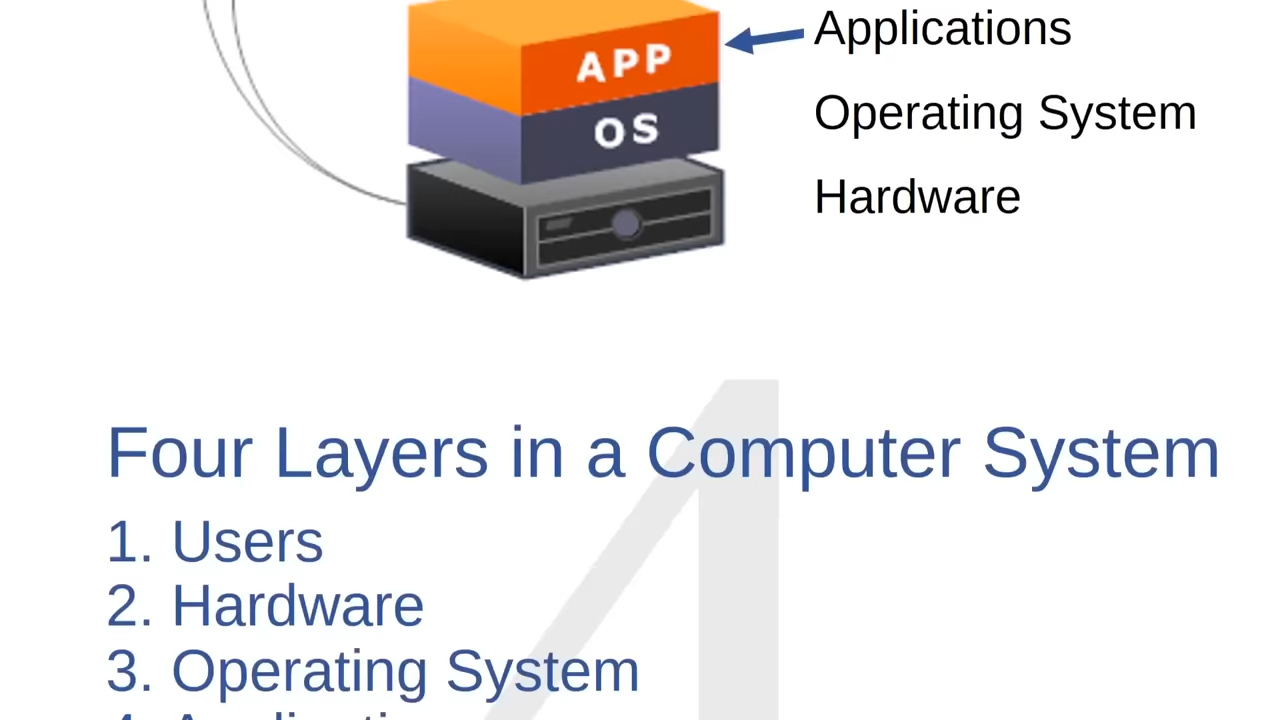 Applications
APP
Operating System
OS
Hardware
Four Layers in a Computer System
1. Users
2. Hardware
3. Operating System